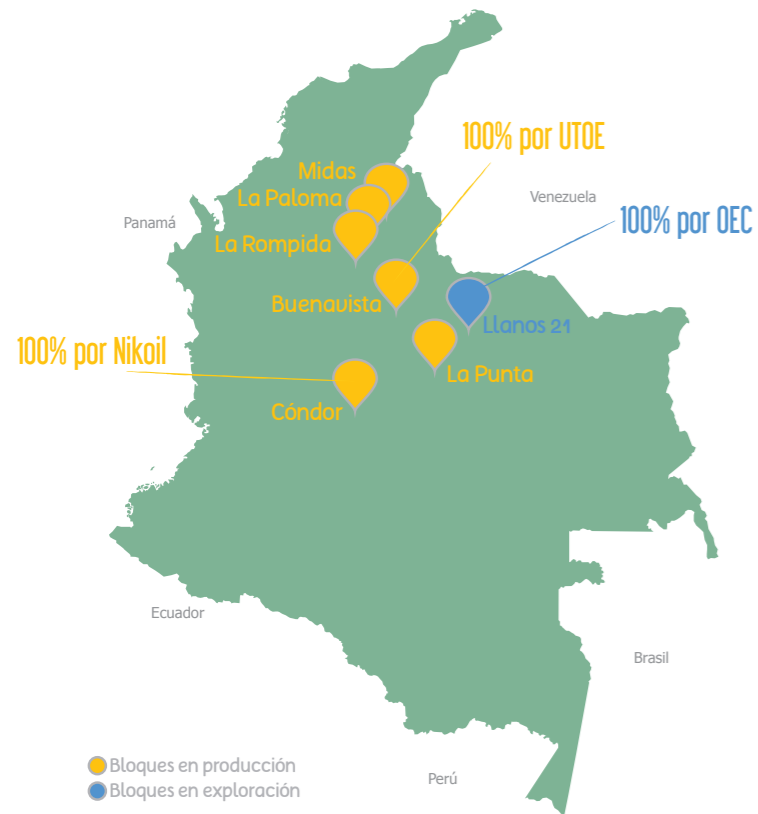 100% por UTOE
Midas
La Paloma
Venezuela
100% por OEC
Panamá
La Rompida
Buenavista
Llanos 21
100% por Nikoil
La Punta
Cóndor
Ecuador
Brasil
Bloques en producción
Perú
Bloques en exploración